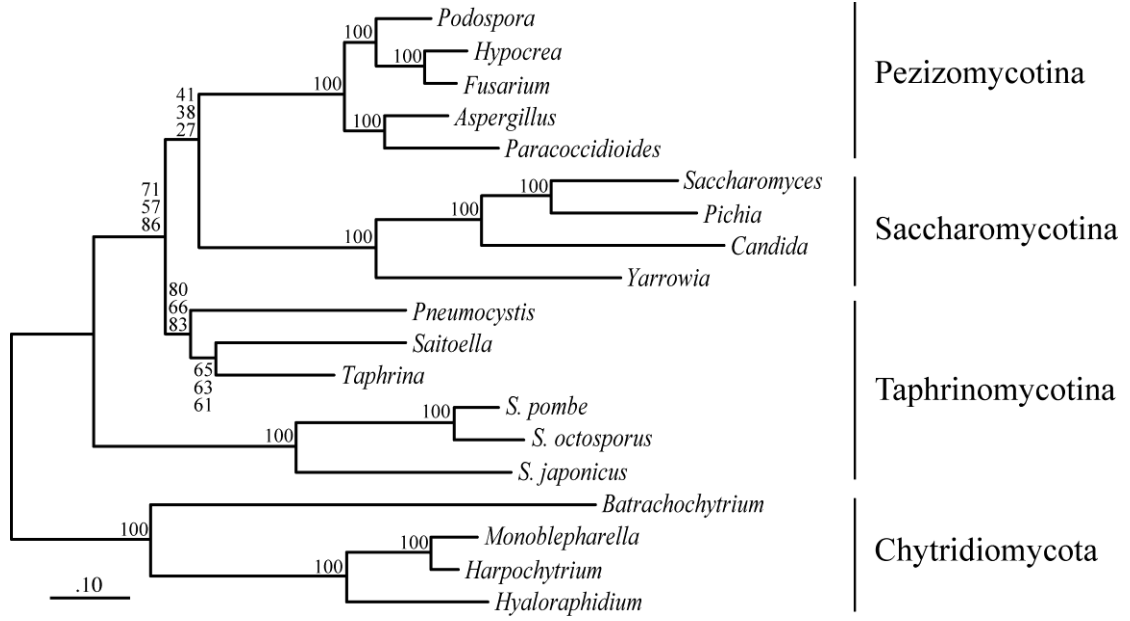 Podospora
100
Hypocrea
100
Fusarium
100
Pezizomycotina
41
38
27
Aspergillus
100
Paracoccidioides
Saccharomyces
100
Pichia
100
Candida
Saccharomycotina
71
57
86
100
Yarrowia
80
66
83
Pneumocystis
Saitoella
65
63
61
Taphrina
Taphrinomycotina
S. pombe
100
S. octosporus
100
S. japonicus
Batrachochytrium
100
Monoblepharella
100
Harpochytrium
100
Hyaloraphidium
Chytridiomycota
.10